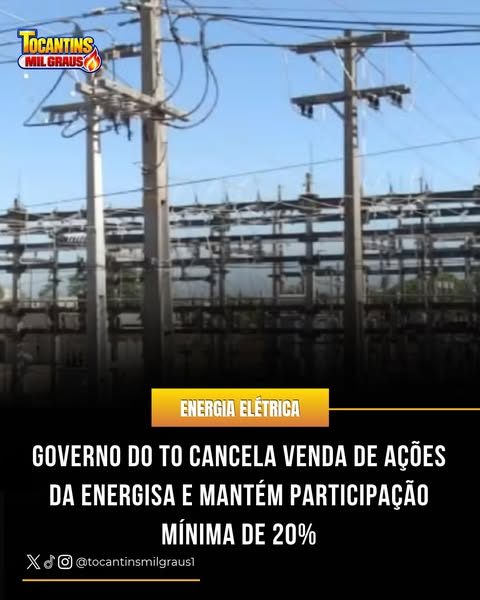 TOCANTINS
MIL GRAUS
ENERGIA ELÉTRICA
GOVERNO DO TO CANCELA VENDA DE AÇÕES
DA ENERGISA E MANTÉM PARTICIPAÇÃO
MÍNIMA DE 20%
@tocantinsmilgraus1